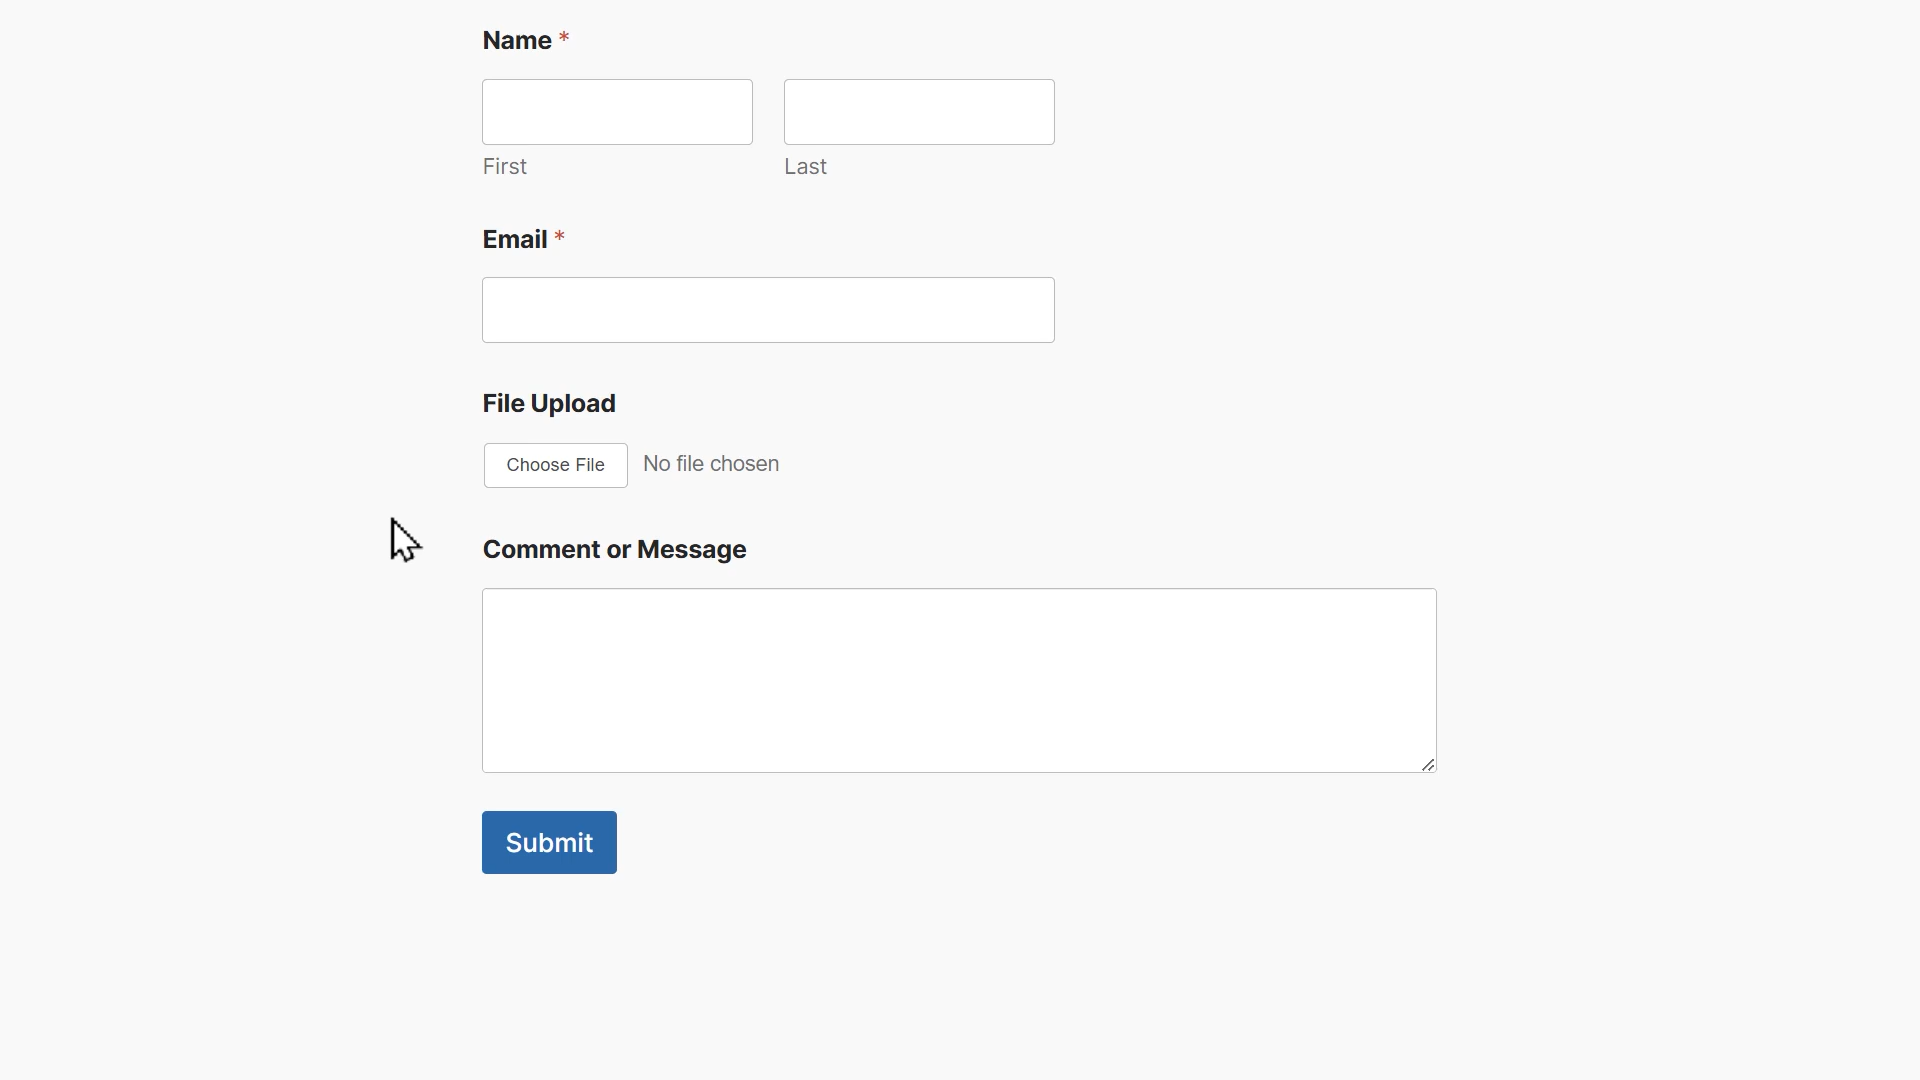 Name *
First Last
Email *
File Upload
Choose File No file chosen
Comment or Message
Submit